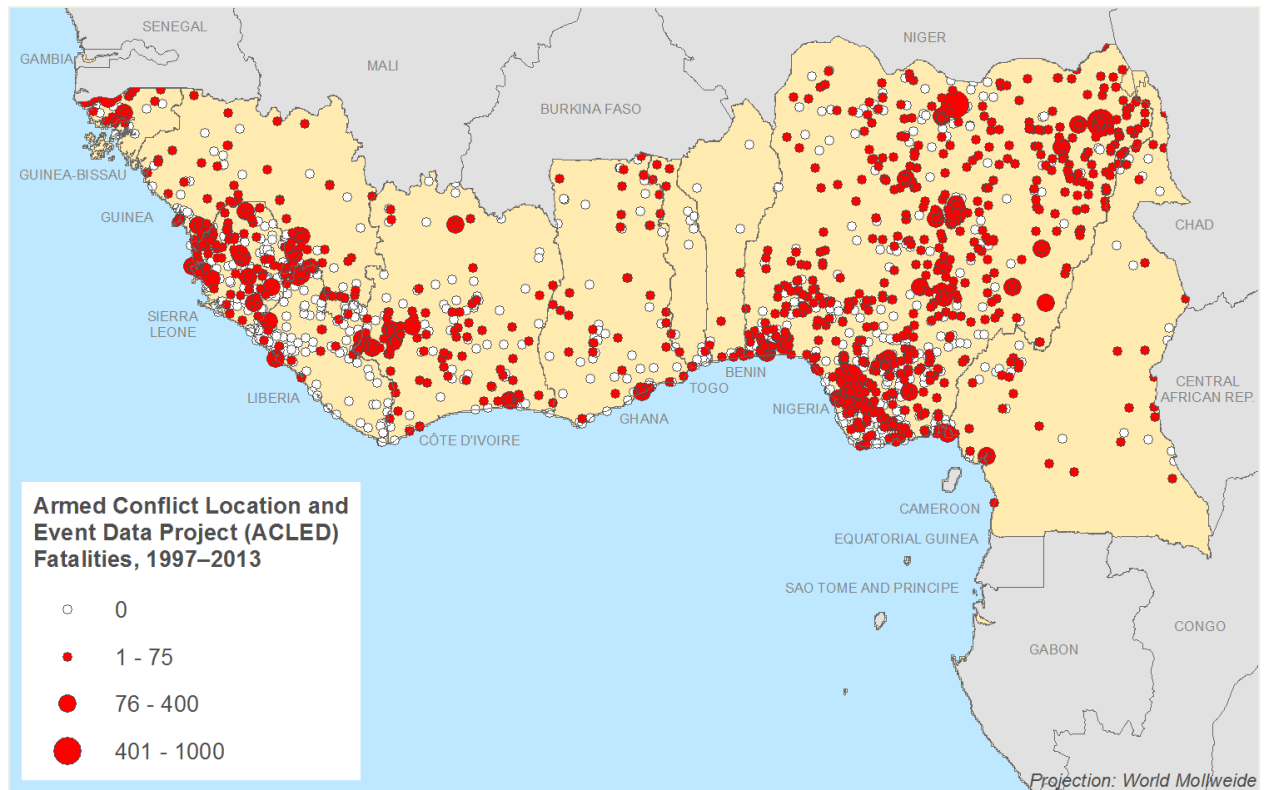 SENEGAL
NIGER
GAMBIA
MALI
BURKINA FASO
GUINEA-BISSAU
GUINEA
CHAD
SIERRA
LEONE
BENIN
CENTRAL
AFRICAN REP.
TOGO
LIBERIA
NIGERIA
GHANA
CÔTE D'IVOIRE
CAMEROON
EQUATORIAL GUINEA
SAO TOME AND PRINCIPE
CONGO
GABON
Armed Conflict Location and
Event Data Project (ACLED)
Fatalities, 1997–2013
0
1 - 75
76 - 400
401 - 1000
Projection: World Mollweide